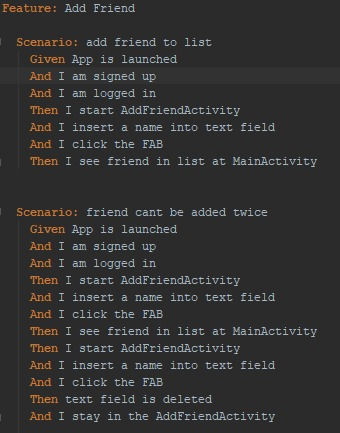 Feature: Add Friend
Scenario: add friend to list
Given App is launched
And I am signed up
And I am logged in
Then I start AddFriendActivity
And I insert a name into text field
And I click the FAB
Then I see friend in list at MainActivity
Scenario: friend cant be added twice
Given App is launched
And I am signed up
And I am logged in
Then I start AddFriendActivity
And I insert a name into text field
And I click the FAB
Then I see friend in list at MainActivity
Then I start AddFriendActivity
And I insert a name into text field
And I click the FAB
Then text field is deleted
And I stay in the AddFriendActivity